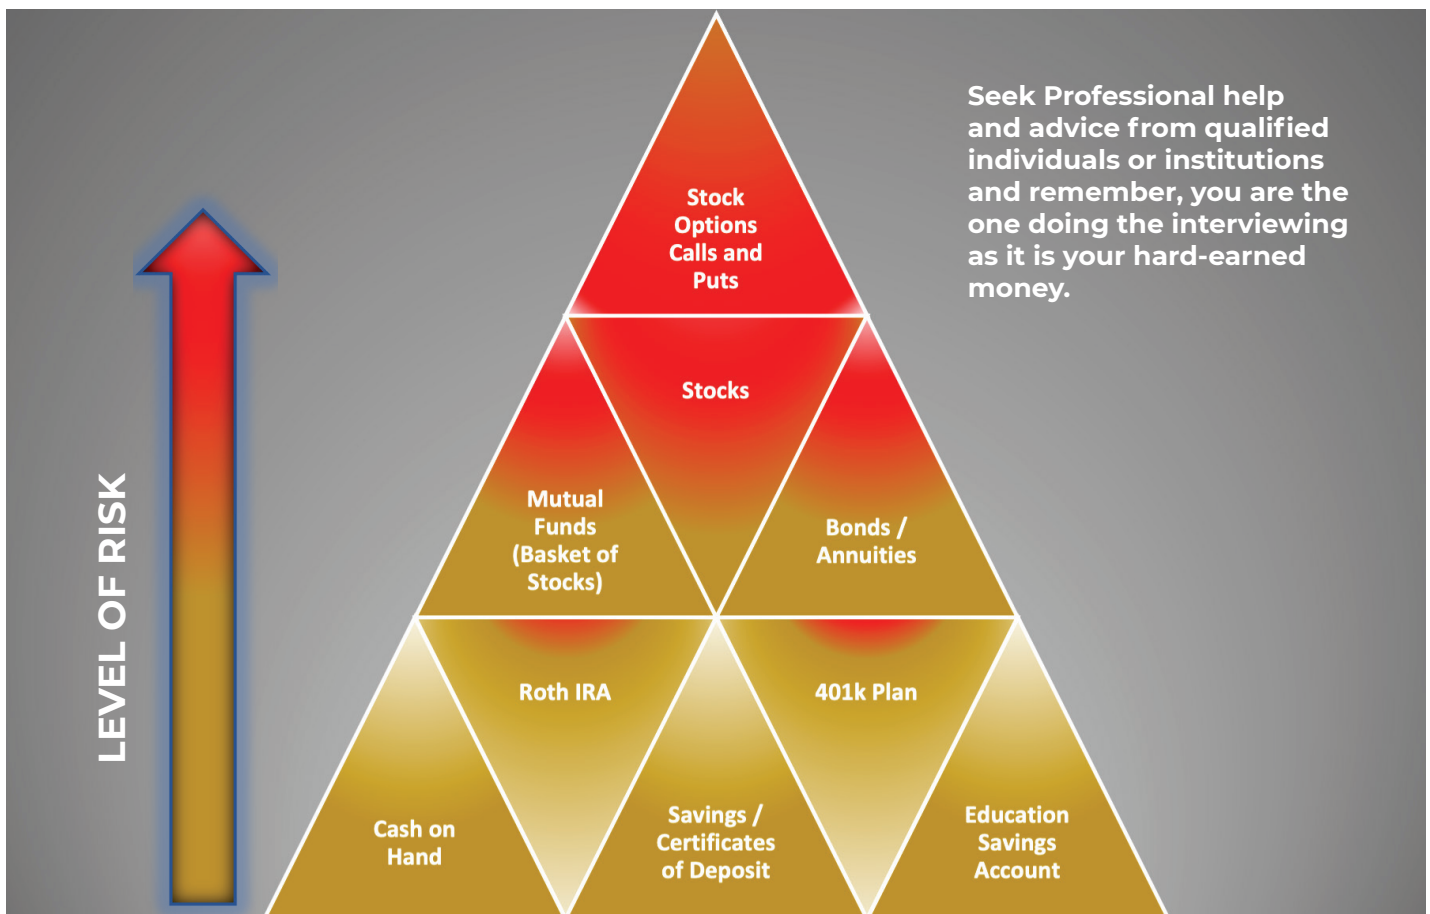 Seek Professional help
and advice from qualified
individuals or institutions
and remember, you are the
one doing the interviewing
as it is your hard-earned
money.
LEVEL OF RISK
Stock
Options
Calls and
Puts
Stocks
Mutual
Funds
(Basket of
Stocks)
Bonds /
Annuities
Roth IRA
401k Plan
Cash on
Hand
Savings /
Certificates
of Deposit
Education
Savings
Account